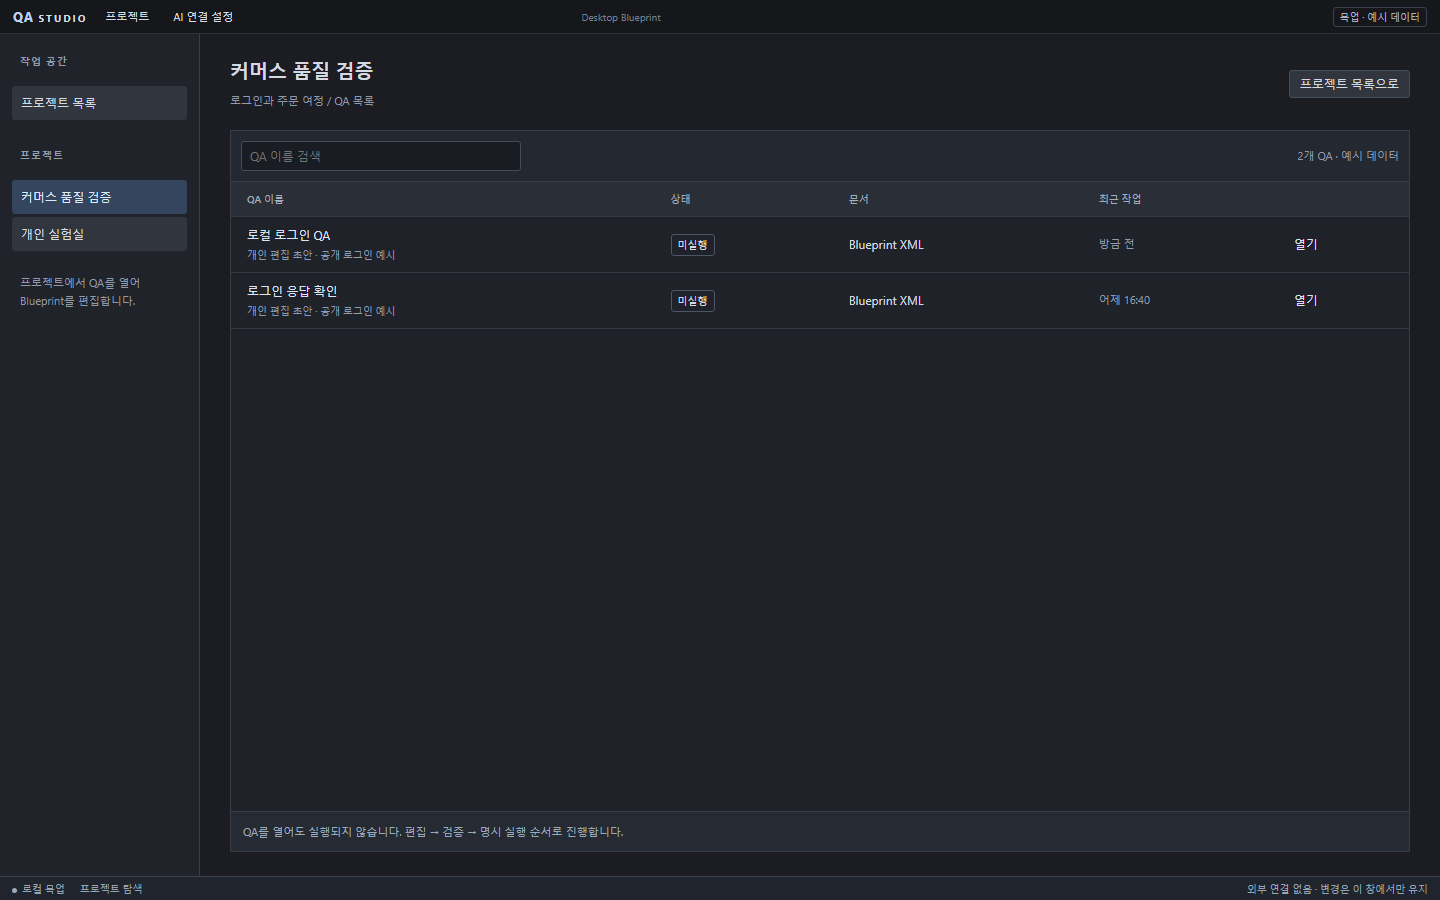 QA STUDIO 프로젝트 AI 연결 설정 Desktop Blueprint 목업 · 예시 데이터
작업 공간
프로젝트 목록
프로젝트
커머스 품질 검증
개인 실험실
프로젝트에서 QA를 열어
Blueprint를 편집합니다.
커머스 품질 검증
로그인과 주문 여정 / QA 목록
프로젝트 목록으로
QA 이름 검색
2개 QA · 예시 데이터
QA 이름 상태 문서 최근 작업
로컬 로그인 QA
개인 편집 초안 · 공개 로그인 예시
미실행 Blueprint XML 방금 전 열기
로그인 응답 확인
개인 편집 초안 · 공개 로그인 예시
미실행 Blueprint XML 어제 16:40 열기
QA를 열어도 실행되지 않습니다. 편집 → 검증 → 명시 실행 순서로 진행합니다.
로컬 목업 프로젝트 탐색 외부 연결 없음 · 변경은 이 창에서만 유지